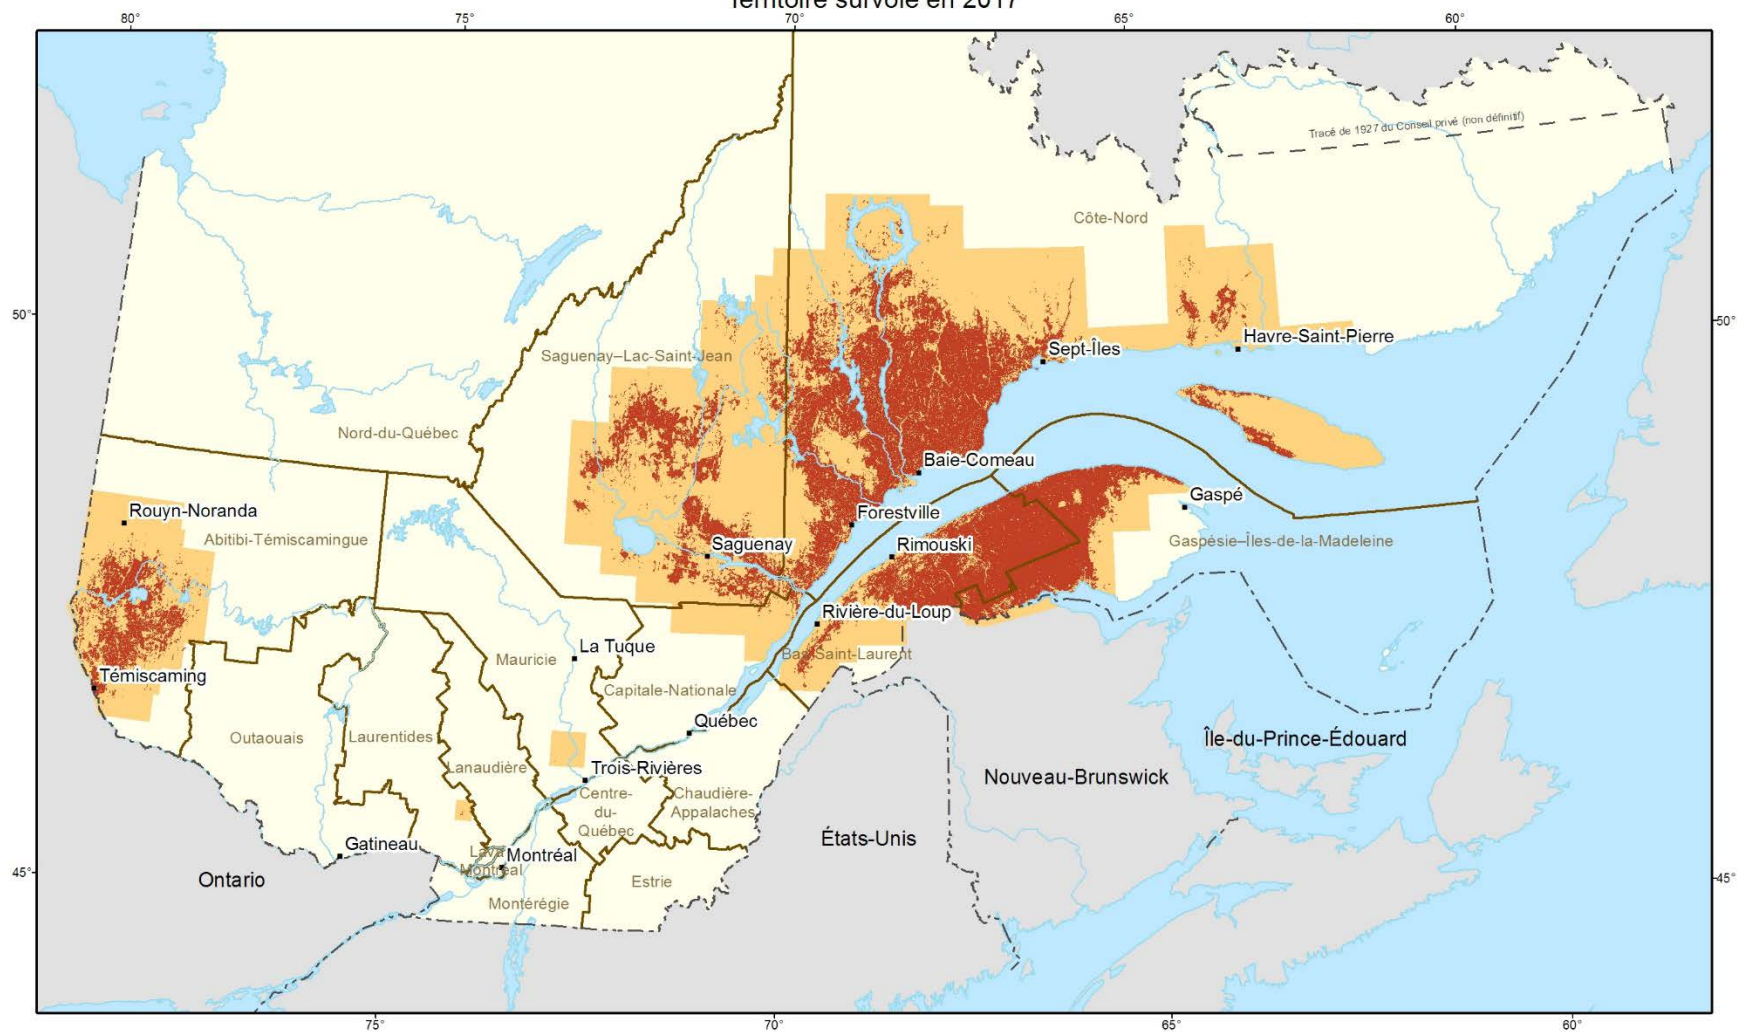 Territoire survolé en 2017
80°
75°
70°
65°
60°
Tracé de 1927 du Conseil privé (non définitif)
Côte-Nord
50°
50°
Havre-Saint-Pierre
Sept-Îles
Saguenay–Lac-Saint-Jean
Nord-du-Québec
Baie-Comeau
Gaspé
Rouyn-Noranda
Forestville
Abitibi-Témiscamingue
Saguenay
Rimouski
Gaspésie–Îles-de-la-Madeleine
Rivière-du-Loup
La Tuque
Bas-Saint-Laurent
Mauricie
Témiscaming
Capitale-Nationale
Québec
Outaouais
Laurentides
Île-du-Prince-Édouard
Lanaudière
Trois-Rivières
Nouveau-Brunswick
Centre-
du-
Québec
Chaudière-
Appalaches
États-Unis
Gatineau
Laval
Montréal
Montréal
45°
45°
Ontario
Estrie
Montérégie
75°
70°
65°
60°